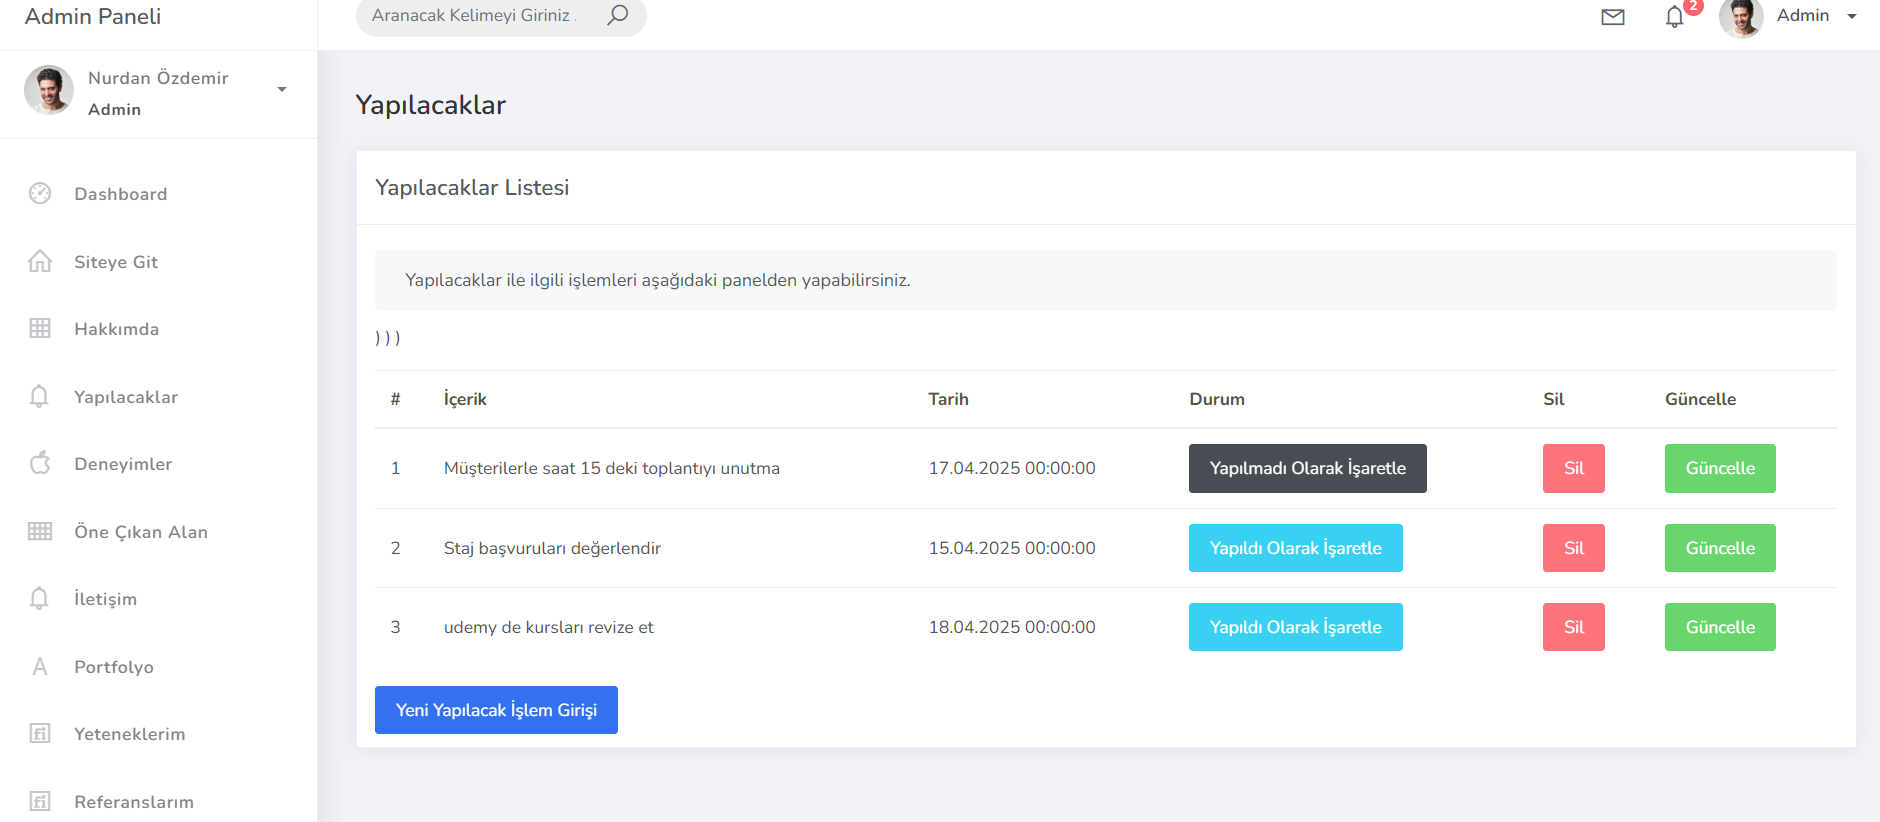 Admin Paneli
Aranacak Kelimeyi Giriniz .
2
Admin
Nurdan Özdemir
Admin
Dashboard
Siteye Git
Hakkımda
Yapılacaklar
Deneyimler
Öne Çıkan Alan
İletişim
Portfolyo
Yeteneklerim
Referanslarım
Yapılacaklar
Yapılacaklar Listesi
Yapılacaklar ile ilgili işlemleri aşağıdaki panelden yapabilirsiniz.
) ) )
# İçerik Tarih Durum Sil Güncelle
1 Müşterilerle saat 15 deki toplantıyı unutma 17.04.2025 00:00:00 Yapılmadı Olarak İşaretle Sil Güncelle
2 Staj başvuruları değerlendir 15.04.2025 00:00:00 Yapıldı Olarak İşaretle Sil Güncelle
3 udemy de kursları revize et 18.04.2025 00:00:00 Yapıldı Olarak İşaretle Sil Güncelle
Yeni Yapılacak İşlem Girişi